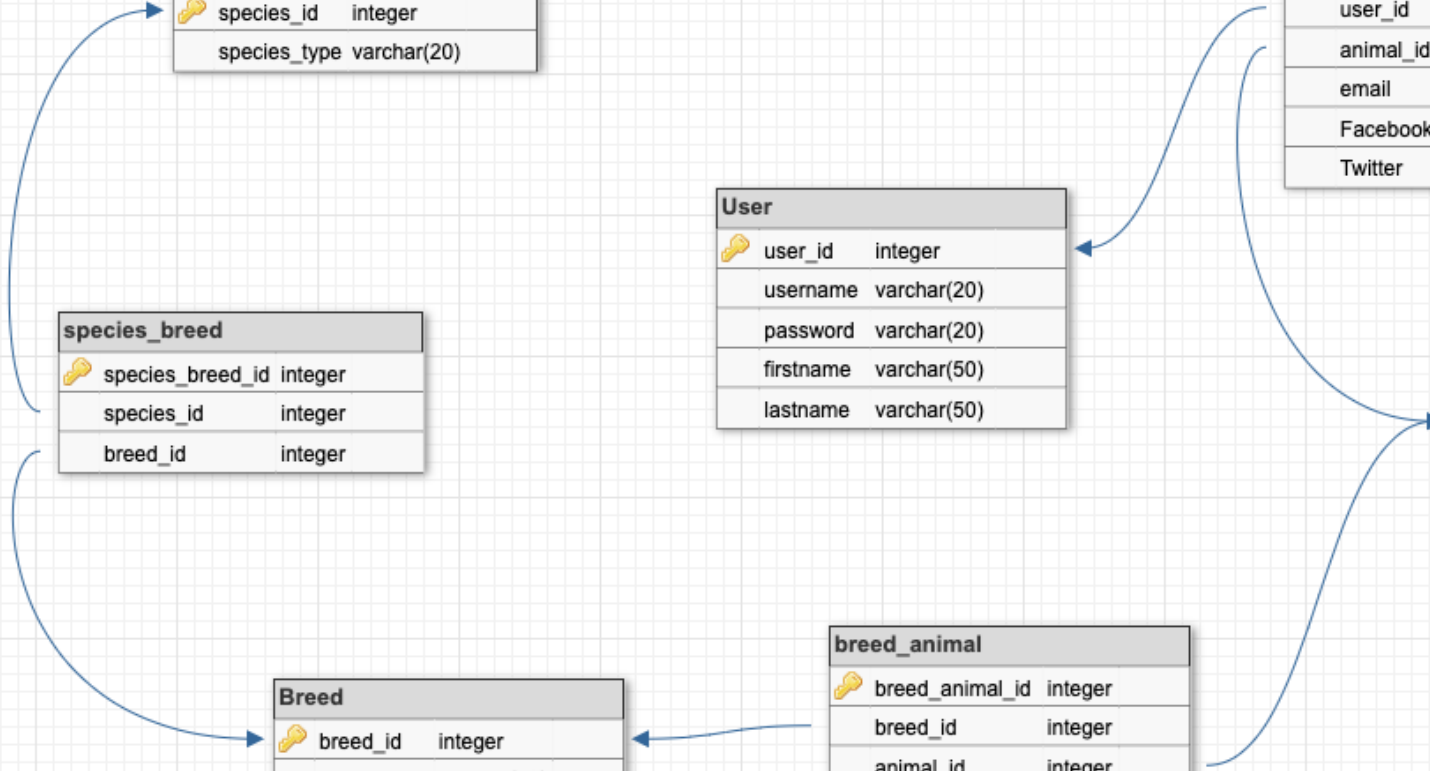 species_id integer
species_type varchar(20)
user_id
animal_id
email
Facebook
Twitter
User
user_id integer
username varchar(20)
password varchar(20)
firstname varchar(50)
lastname varchar(50)
species_breed
species_breed_id integer
species_id integer
breed_id integer
Breed
breed_id integer
breed_animal
breed_animal_id integer
breed_id integer
animal_id integer